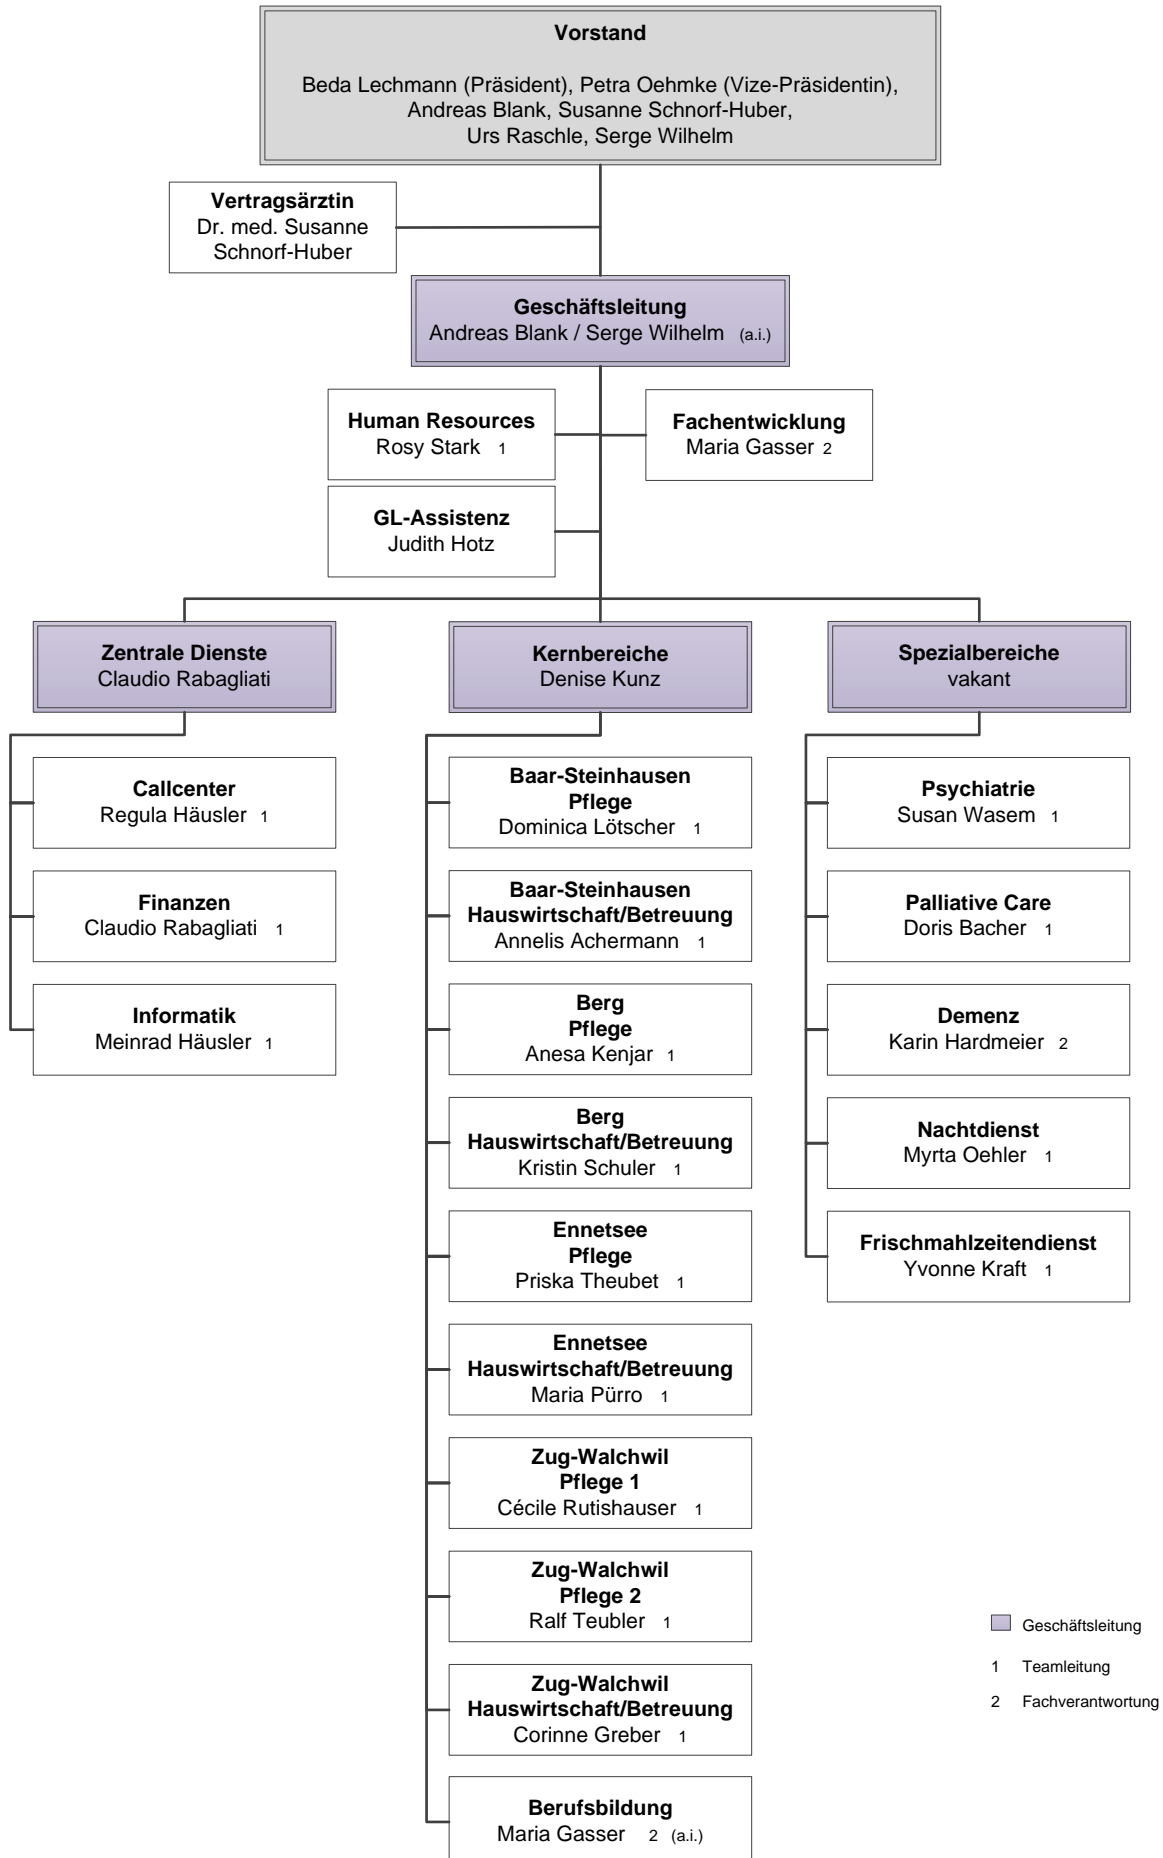 Vorstand
Beda Lechmann (Präsident), Petra Oehmke (Vize-Präsidentin),
Andreas Blank, Susanne Schnorf-Huber,
Urs Raschle, Serge Wilhelm
Vertragsärztin
Dr. med. Susanne
Schnorf-Huber
Geschäftsleitung
Andreas Blank / Serge Wilhelm (a.i.)
Human Resources
Rosy Stark 1
Fachentwicklung
Maria Gasser 2
GL-Assistenz
Judith Hotz
Zentrale Dienste
Claudio Rabagliati
Callcenter
Regula Häusler 1
Finanzen
Claudio Rabagliati 1
Informatik
Meinrad Häusler 1
Kernbereiche
Denise Kunz
Baar-Steinhausen
Pflege
Dominica Lötscher 1
Baar-Steinhausen
Hauswirtschaft/Betreuung
Annelis Achermann 1
Berg
Pflege
Anesa Kenjar 1
Berg
Hauswirtschaft/Betreuung
Kristin Schuler 1
Ennetsee
Pflege
Priska Theubet 1
Ennetsee
Hauswirtschaft/Betreuung
Maria Pürro 1
Zug-Walchwil
Pflege 1
Cécile Rutishauser 1
Zug-Walchwil
Pflege 2
Ralf Teubler 1
Zug-Walchwil
Hauswirtschaft/Betreuung
Corinne Greber 1
Berufsbildung
Maria Gasser 2 (a.i.)
Spezialbereiche
vakant
Psychiatrie
Susan Wasem 1
Palliative Care
Doris Bacher 1
Demenz
Karin Hardmeier 2
Nachtdienst
Myrta Oehler 1
Frischmahlzeitendienst
Yvonne Kraft 1
Geschäftsleitung
1 Teamleitung
2 Fachverantwortung